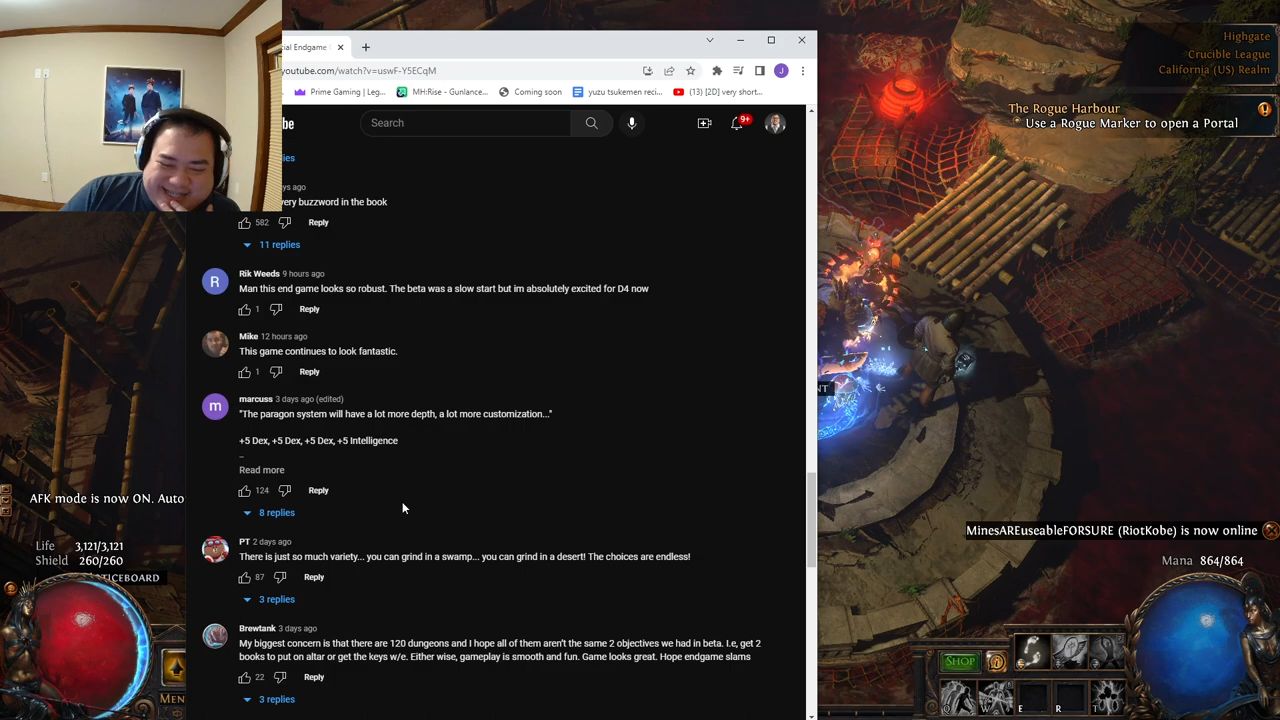 cial Endgame
youtube.com/watch?v=uswF-Y5ECqM
Prime Gaming | Leg...
MH:Rise - Gunlance...
Coming soon
yuzu tsukemen reci...
(13) [2D] very short...
be
Search
9+
plies
ys ago
very buzzword in the book
582 Reply
11 replies
R
Rik Weeds 9 hours ago
Man this end game looks so robust. The beta was a slow start but im absolutely excited for D4 now
1 Reply
Mike 12 hours ago
This game continues to look fantastic.
1 Reply
m
marcuss 3 days ago (edited)
"The paragon system will have a lot more depth, a lot more customization..."
+5 Dex, +5 Dex, +5 Dex, +5 Intelligence
_
Read more
124 Reply
8 replies
PT 2 days ago
There is just so much variety... you can grind in a swamp... you can grind in a desert! The choices are endless!
87 Reply
3 replies
Brewtank 3 days ago
My biggest concern is that there are 120 dungeons and I hope all of them aren't the same 2 objectives we had in beta. I.e, get 2
books to put on altar or get the keys w/e. Either wise, gameplay is smooth and fun. Game looks great. Hope endgame slams
22 Reply
3 replies
Highgate
Crucible League
California (US) Realm
The Rogue Harbour
Use a Rogue Marker to open a Portal
NT
AFK mode is now ON. Auto
MinesAREuseableFORSURE (RiotKobe) is now online
Life 3,121/3,121
Shield 260/260
TICEBOARD
MEN
Mana 864/864
SHOP
Q W E R T